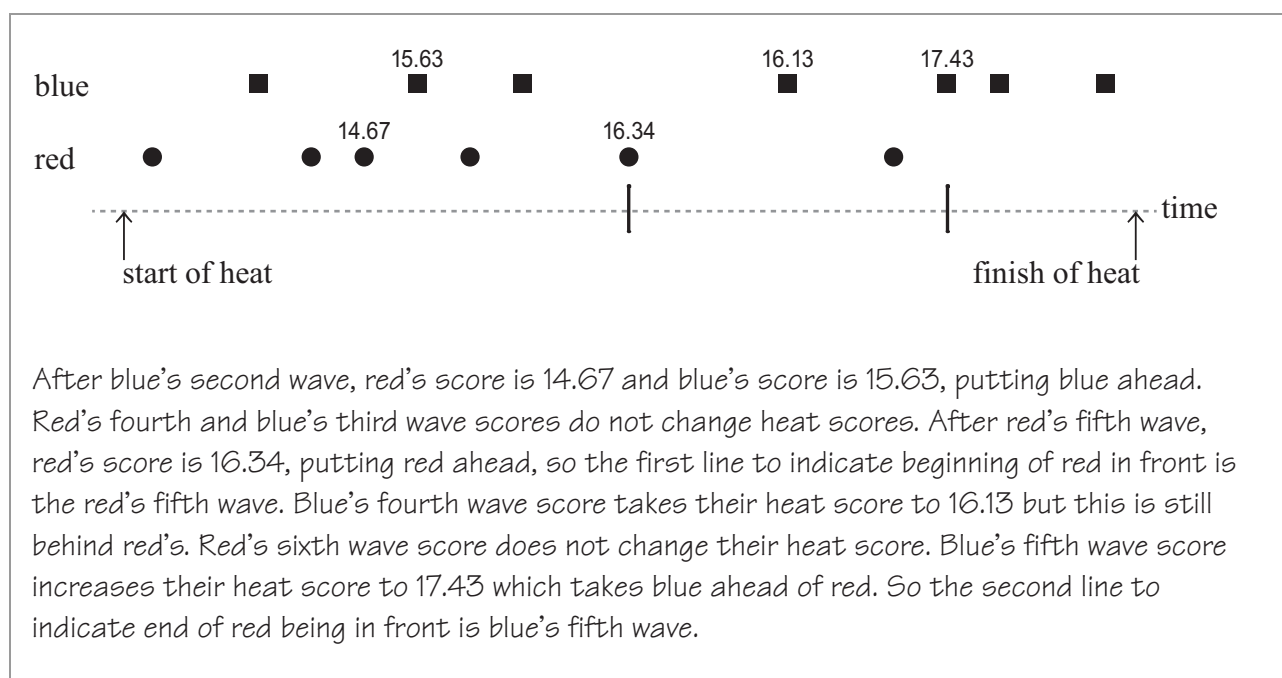 15.63 16.13 17.43
blue
14.67 16.34
red
time
start of heat finish of heat
After blue’s second wave, red’s score is 14.67 and blue’s score is 15.63, putting blue ahead.
Red’s fourth and blue’s third wave scores do not change heat scores. After red’s fifth wave,
red’s score is 16.34, putting red ahead, so the first line to indicate beginning of red in front is
the red’s fifth wave. Blue’s fourth wave score takes their heat score to 16.13 but this is still
behind red’s. Red’s sixth wave score does not change their heat score. Blue’s fifth wave score
increases their heat score to 17.43 which takes blue ahead of red. So the second line to
indicate end of red being in front is blue’s fifth wave.